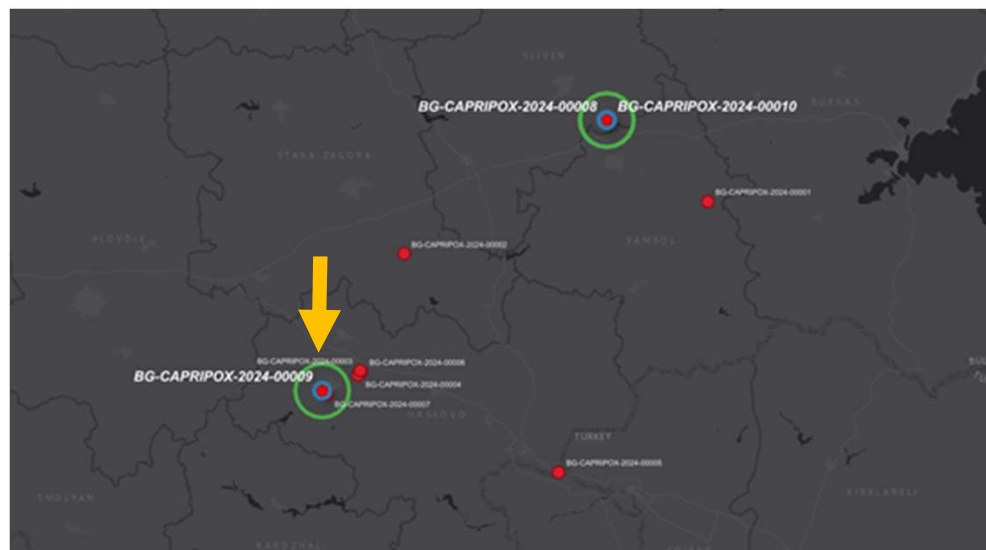 SLIVEN
BG-CAPRIPOX-2024-00008
BG-CAPRIPOX-2024-00010
BURGAS
STARA ZAGORA
BG-CAPRIPOX-2024-00001
PLOVDIV
YAMBOL
BG-CAPRIPOX-2024-00002
BG-CAPRIPOX-2024-00003
BG-CAPRIPOX-2024-00006
BG-CAPRIPOX-2024-00009
BG-CAPRIPOX-2024-00004
BG-CAPRIPOX-2024-00007
HASKOVO
TURKEY
BG-CAPRIPOX-2024-00005
SMOLYAN
KIRKLARELI
KARDZHALI